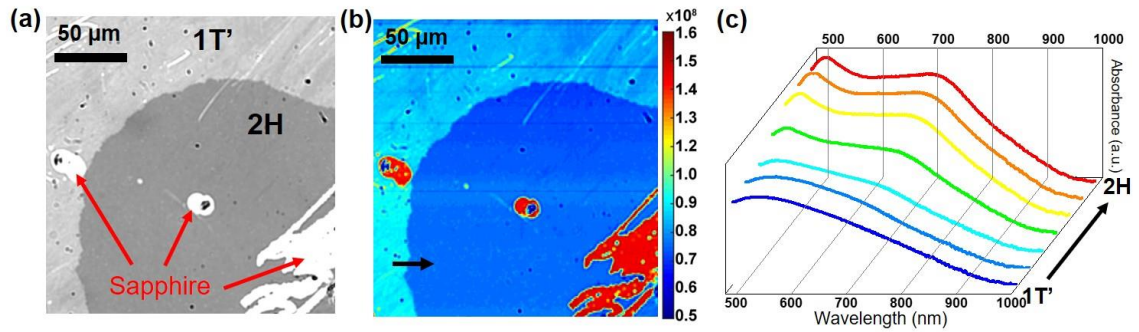 (a)
50 µm
1T’
2H
Sapphire
(b)
50 µm
x10⁸
1.6
1.5
1.4
1.3
1.2
1.1
1.0
0.9
0.8
0.7
0.6
0.5
(c)
500 600 700 800 900 1000
Absorbance (a.u.)
2H
1T’
500 600 700 800 900 1000
Wavelength (nm)